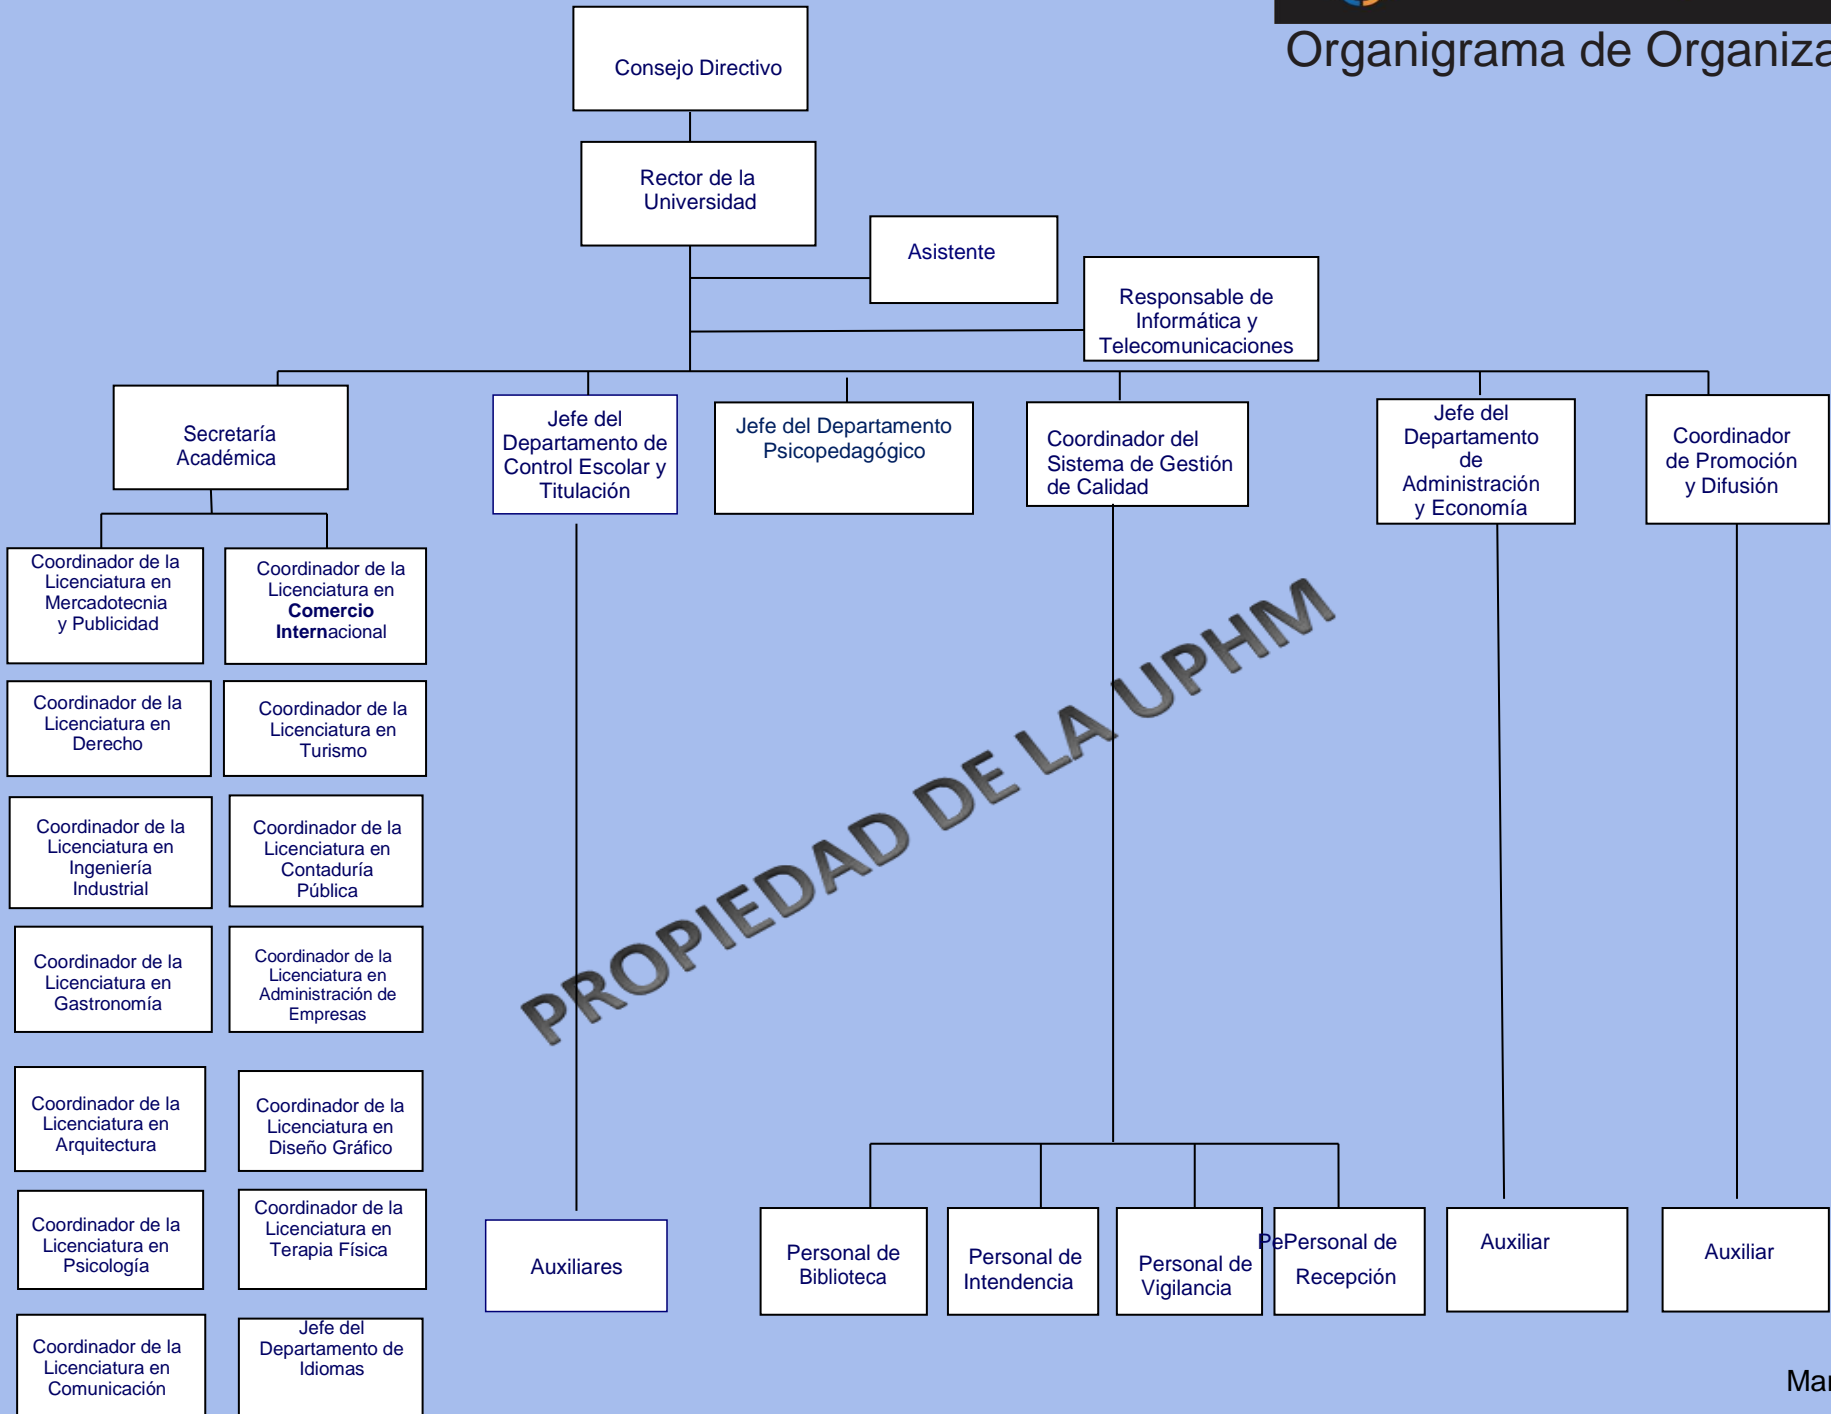 Organigrama de Organiza
Consejo Directivo
Rector de la
Universidad
Asistente
Responsable de
Informática y
Telecomunicaciones
Secretaría
Académica
Jefe del
Departamento de
Control Escolar y
Titulación
Jefe del Departamento
Psicopedagógico
Coordinador del
Sistema de Gestión
de Calidad
Jefe del
Departamento
de
Administración
y Economía
Coordinador
de Promoción
y Difusión
Coordinador de la
Licenciatura en
Mercadotecnia
y Publicidad
Coordinador de la
Licenciatura en
Comercio
Internacional
Coordinador de la
Licenciatura en
Derecho
Coordinador de la
Licenciatura en
Turismo
Coordinador de la
Licenciatura en
Ingeniería
Industrial
Coordinador de la
Licenciatura en
Contaduría
Pública
Coordinador de la
Licenciatura en
Gastronomía
Coordinador de la
Licenciatura en
Administración de
Empresas
Coordinador de la
Licenciatura en
Arquitectura
Coordinador de la
Licenciatura en
Diseño Gráfico
Coordinador de la
Licenciatura en
Psicología
Coordinador de la
Licenciatura en
Terapia Física
Coordinador de la
Licenciatura en
Comunicación
Jefe del
Departamento de
Idiomas
PROPIEDAD DE LA UPHM
Auxiliares
Personal de
Biblioteca
Personal de
Intendencia
Personal de
Vigilancia
PePersonal de
Recepción
Auxiliar
Auxiliar
Mar